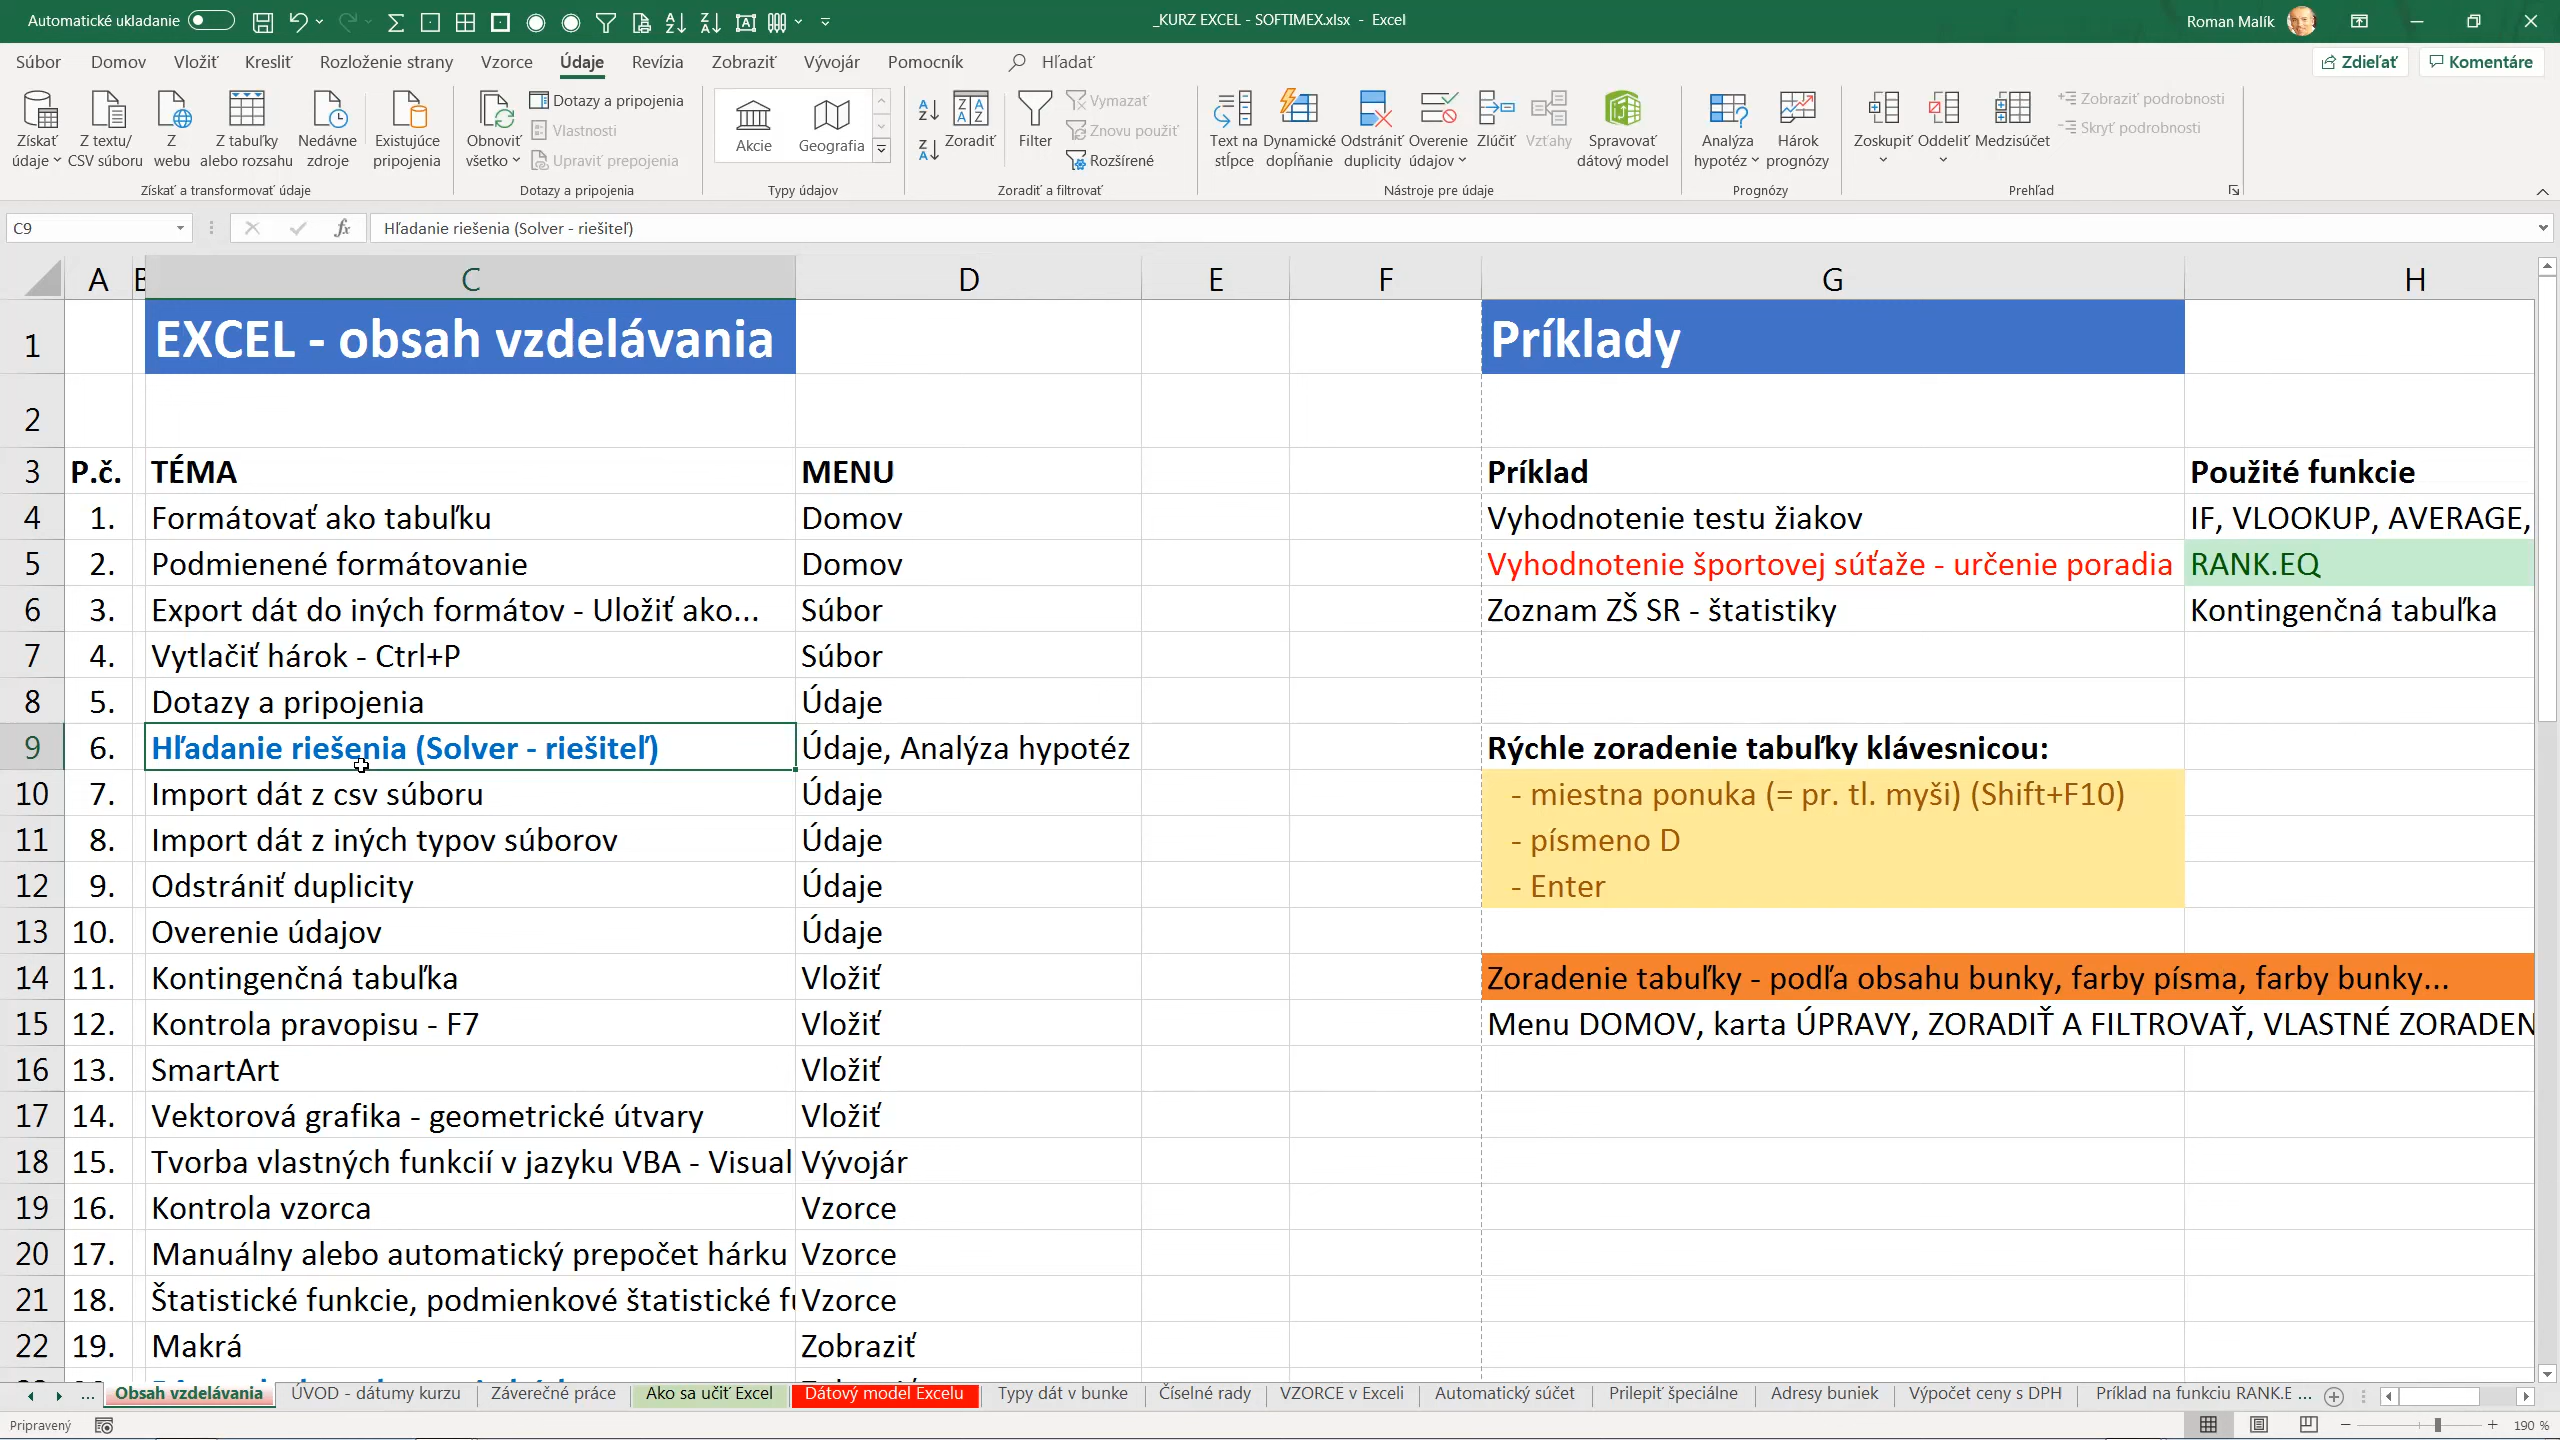 Automatické ukladanie
_KURZ EXCEL - SOFTIMEX.xlsx - Excel
Roman Malík
Súbor Domov Vložiť Kresliť Rozloženie strany Vzorce Údaje Revízia Zobraziť Vývojár Pomocník Hľadať Zdieľať Komentáre
Získať údaje
Z textu/ CSV súboru
Z webu
Z tabuľky alebo rozsahu
Nedávne zdroje
Existujúce pripojenia
Získať a transformovať údaje
Obnoviť všetko
Dotazy a pripojenia
Vlastnosti
Upraviť prepojenia
Dotazy a pripojenia
Akcie
Geografia
Typy údajov
Zoradiť
Filter
Vymazať
Znovu použiť
Rozšírené
Zoradiť a filtrovať
Text na stĺpce
Dynamické dopĺňanie
Odstrániť duplicity
Overenie údajov
Zlúčiť
Vzťahy
Spravovať dátový model
Nástroje pre údaje
Analýza hypotéz
Hárok prognózy
Prognózy
Zoskupiť
Oddeliť
Medzisúčet
Zobraziť podrobnosti
Skryť podrobnosti
Prehľad
C9
fx
Hľadanie riešenia (Solver - riešiteľ)
A B C D E F G H
1 EXCEL - obsah vzdelávania Príklady
2
3 P.č. TÉMA MENU Príklad Použité funkcie
4 1. Formátovať ako tabuľku Domov Vyhodnotenie testu žiakov IF, VLOOKUP, AVERAGE,
5 2. Podmienené formátovanie Domov Vyhodnotenie športovej súťaže - určenie poradia RANK.EQ
6 3. Export dát do iných formátov - Uložiť ako... Súbor Zoznam ZŠ SR - štatistiky Kontingenčná tabuľka
7 4. Vytlačiť hárok - Ctrl+P Súbor
8 5. Dotazy a pripojenia Údaje
9 6. Hľadanie riešenia (Solver - riešiteľ) Údaje, Analýza hypotéz Rýchle zoradenie tabuľky klávesnicou:
10 7. Import dát z csv súboru Údaje - miestna ponuka (= pr. tl. myši) (Shift+F10)
11 8. Import dát z iných typov súborov Údaje - písmeno D
12 9. Odstrániť duplicity Údaje - Enter
13 10. Overenie údajov Údaje
14 11. Kontingenčná tabuľka Vložiť Zoradenie tabuľky - podľa obsahu bunky, farby písma, farby bunky...
15 12. Kontrola pravopisu - F7 Vložiť Menu DOMOV, karta ÚPRAVY, ZORADIŤ A FILTROVAŤ, VLASTNÉ ZORADEN
16 13. SmartArt Vložiť
17 14. Vektorová grafika - geometrické útvary Vložiť
18 15. Tvorba vlastných funkcií v jazyku VBA - Visual Vývojár
19 16. Kontrola vzorca Vzorce
20 17. Manuálny alebo automatický prepočet hárku Vzorce
21 18. Štatistické funkcie, podmienkové štatistické fu Vzorce
22 19. Makrá Zobraziť
... Obsah vzdelávania ÚVOD - dátumy kurzu Záverečné práce Ako sa učiť Excel Dátový model Excelu Typy dát v bunke Číselné rady VZORCE v Exceli Automatický súčet Prilepiť špeciálne Adresy buniek Výpočet ceny s DPH Príklad na funkciu RANK.E ...
Pripravený
190 %